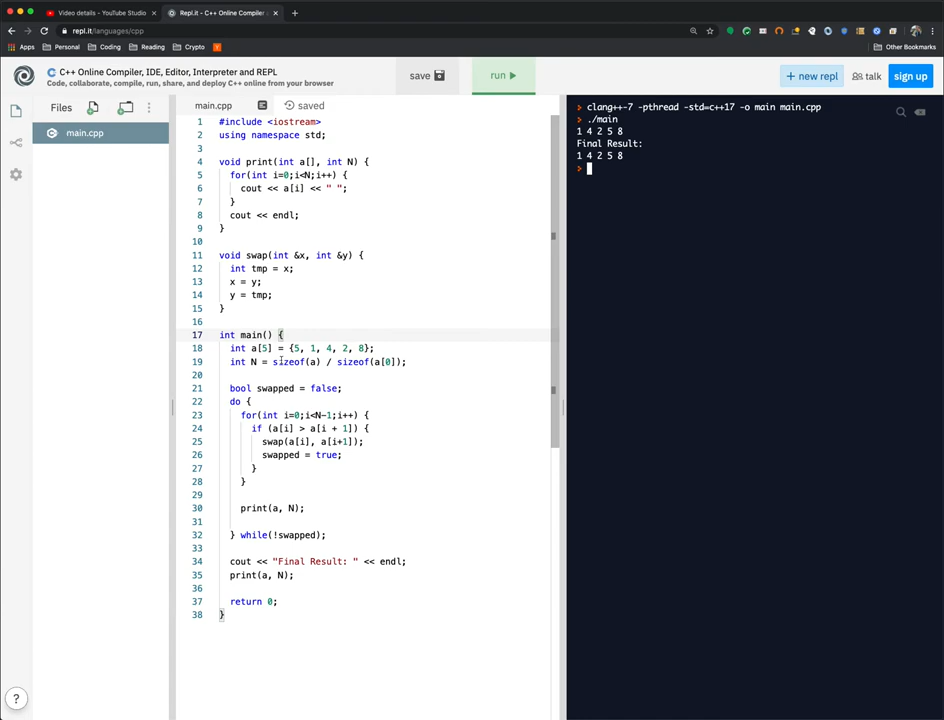 Video details - YouTube Studio
Repl.it - C++ Online Compiler
repl.it/languages/cpp
Apps Personal Coding Reading Crypto Other Bookmarks
C++ Online Compiler, IDE, Editor, Interpreter and REPL
Code, collaborate, compile, run, share, and deploy C++ online from your browser
save run + new repl talk sign up
Files
main.cpp
main.cpp saved
1 #include <iostream>
2 using namespace std;
3
4 void print(int a[], int N) {
5 for(int i=0;i<N;i++) {
6 cout << a[i] << " ";
7 }
8 cout << endl;
9 }
10
11 void swap(int &x, int &y) {
12 int tmp = x;
13 x = y;
14 y = tmp;
15 }
16
17 int main() {
18 int a[5] = {5, 1, 4, 2, 8};
19 int N = sizeof(a) / sizeof(a[0]);
20
21 bool swapped = false;
22 do {
23 for(int i=0;i<N-1;i++) {
24 if (a[i] > a[i + 1]) {
25 swap(a[i], a[i+1]);
26 swapped = true;
27 }
28 }
29
30 print(a, N);
31
32 } while(!swapped);
33
34 cout << "Final Result: " << endl;
35 print(a, N);
36
37 return 0;
38 }
clang++-7 -pthread -std=c++17 -o main main.cpp
./main
1 4 2 5 8
Final Result:
1 4 2 5 8
?